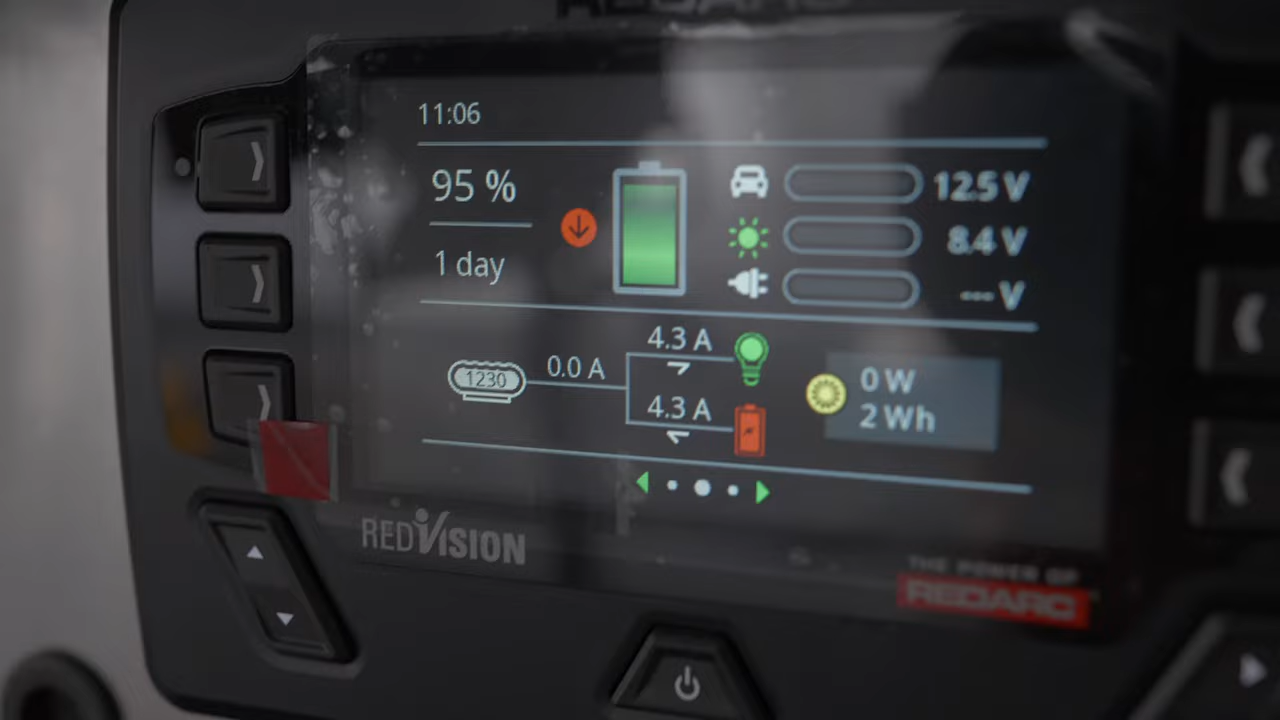 REDARC
11:06
95 %
1 day
12.5 V
8.4 V
--- V
1230
0.0 A
4.3 A
4.3 A
0 W
2 Wh
REDVISION
THE POWER OF
REDARC